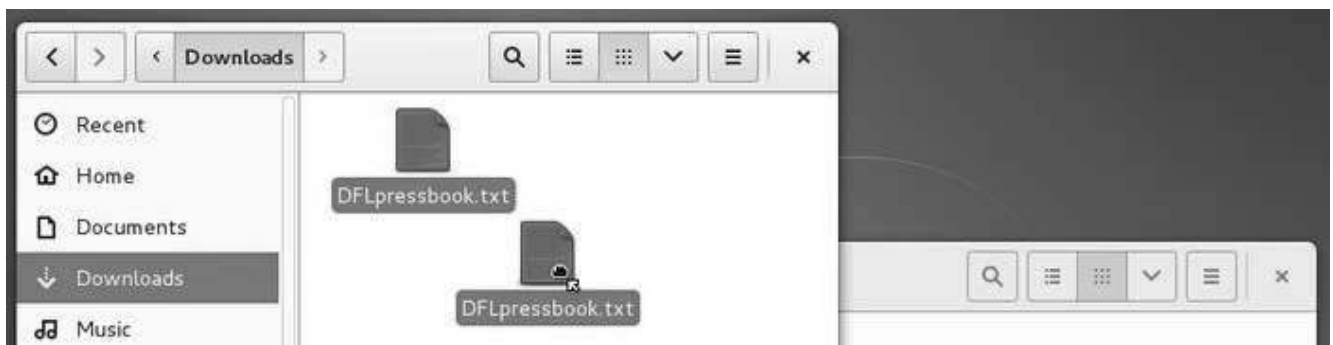 Downloads
Recent
Home
DFLpressbook.txt
Documents
Downloads
DFLpressbook.txt
Music